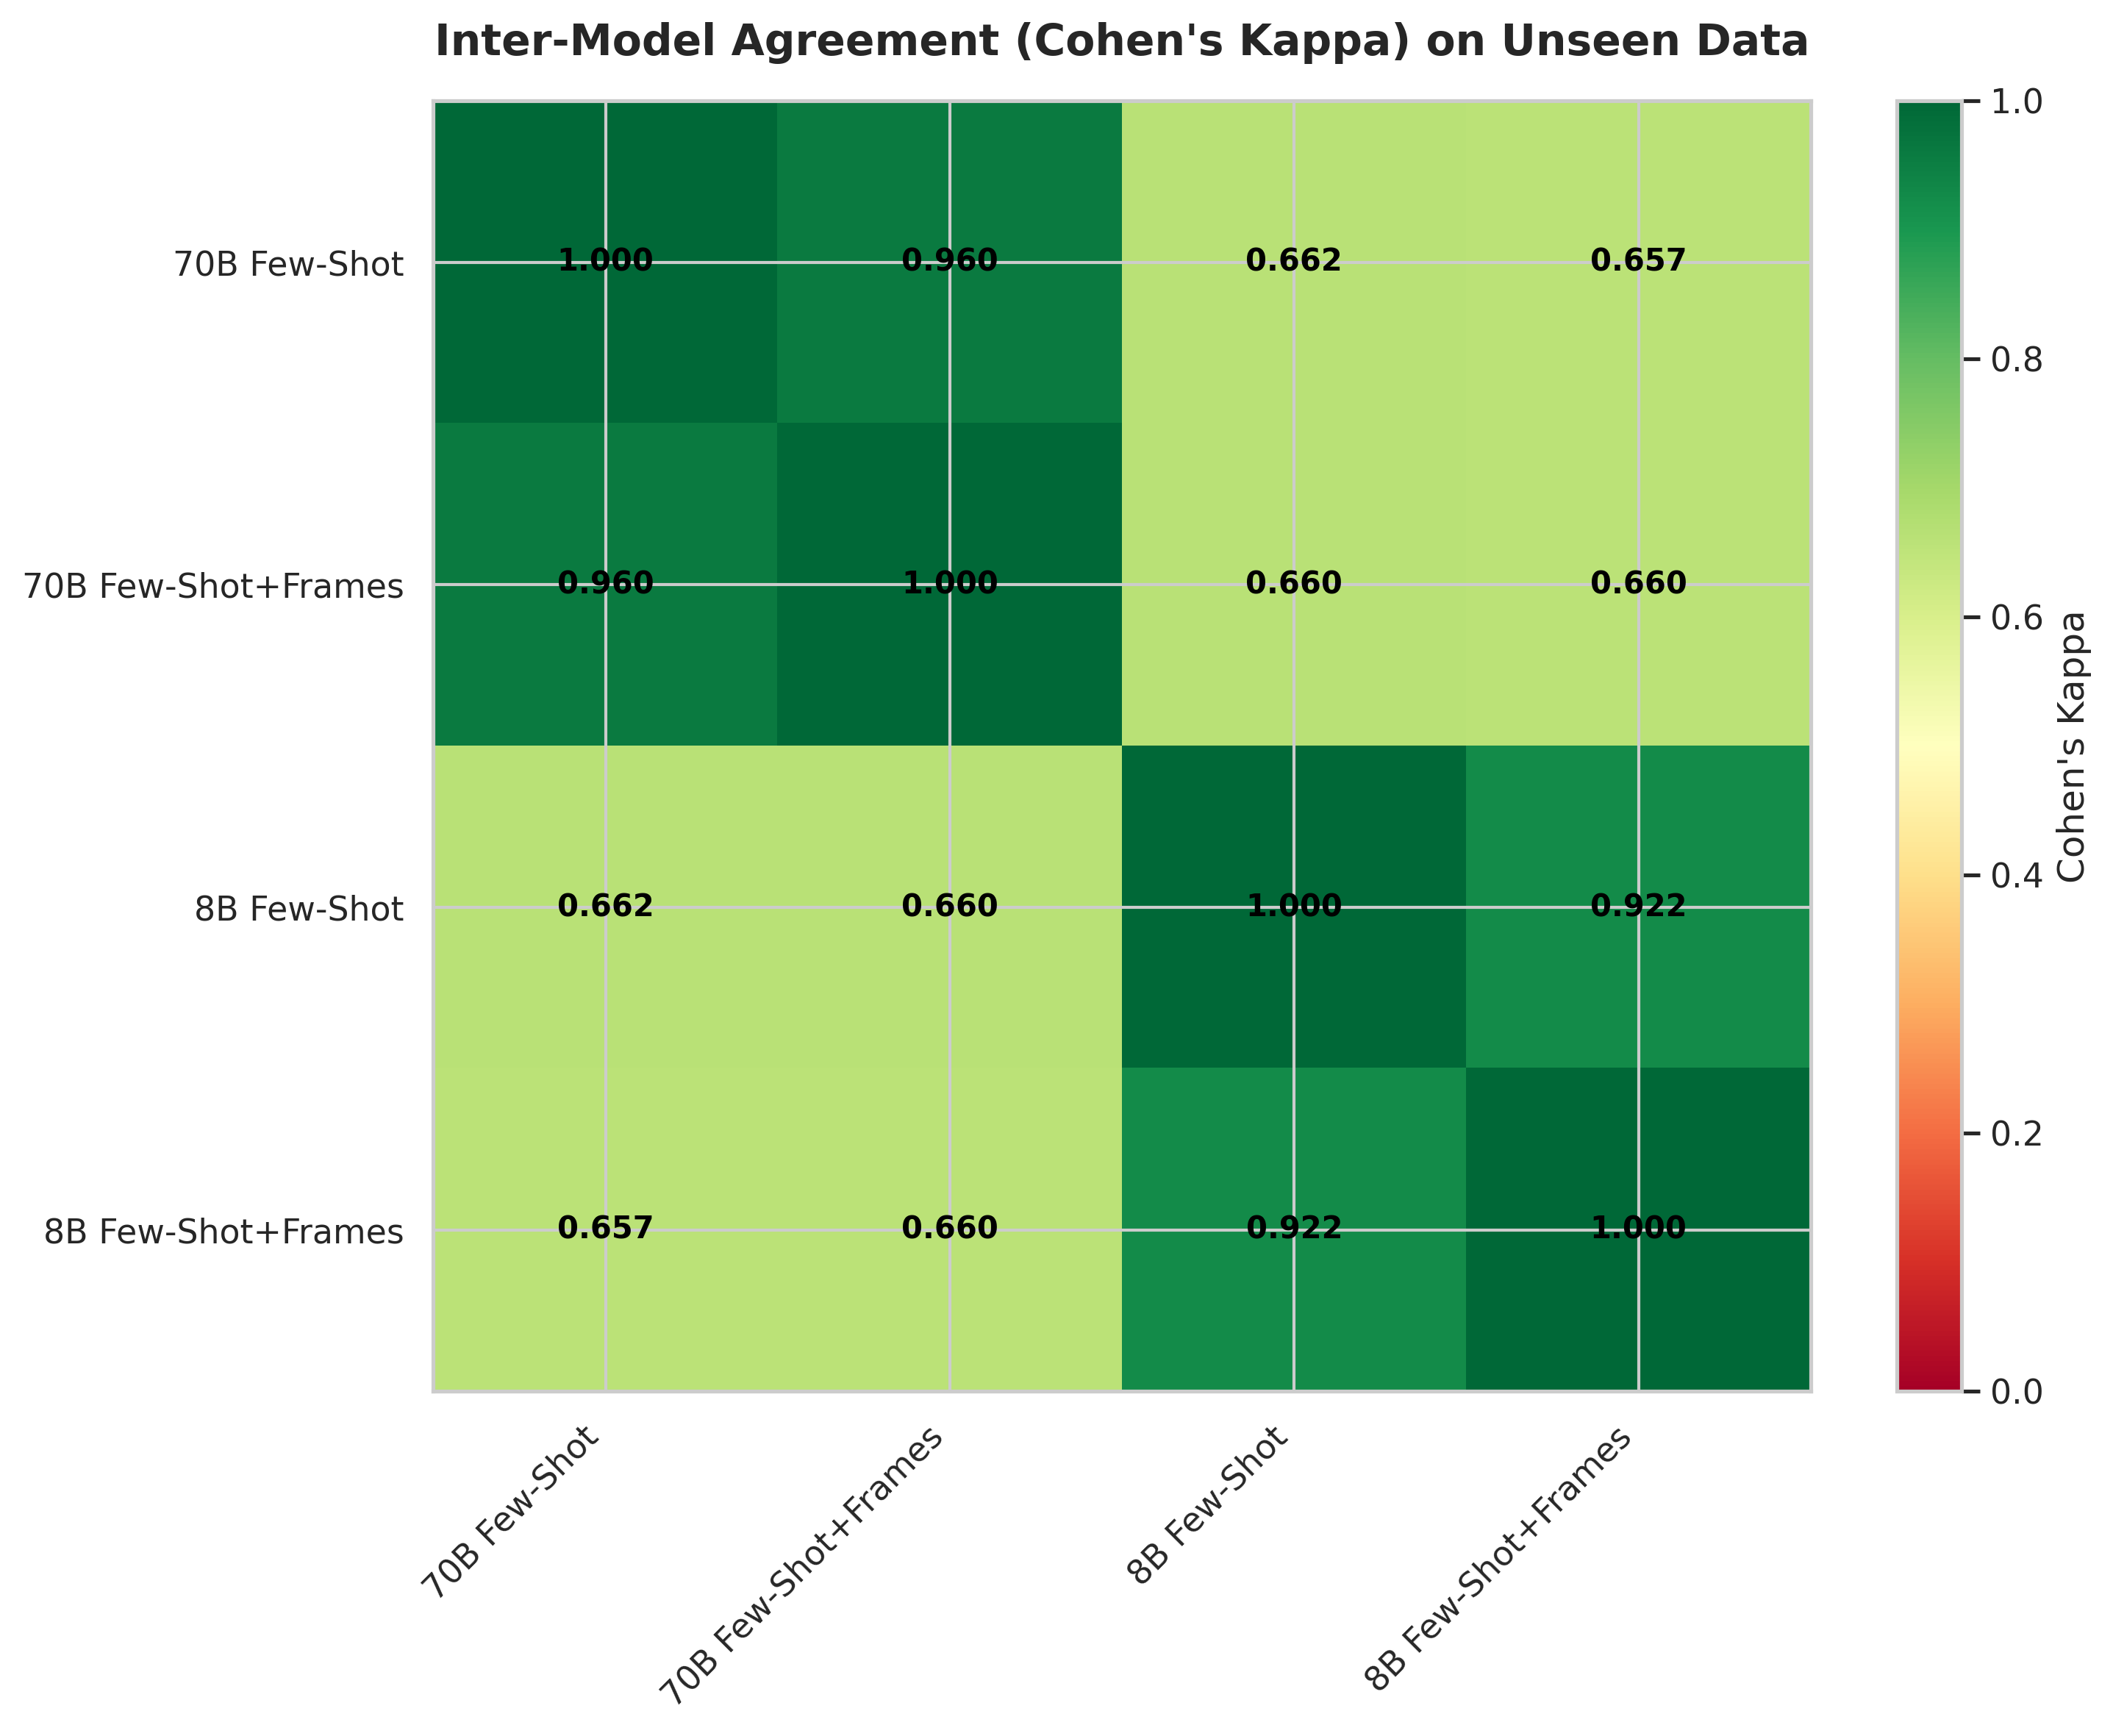 Inter-Model Agreement (Cohen's Kappa) on Unseen Data
70B Few-Shot 1.000 0.960 0.662 0.657
70B Few-Shot+Frames 0.960 1.000 0.660 0.660
8B Few-Shot 0.662 0.660 1.000 0.922
8B Few-Shot+Frames 0.657 0.660 0.922 1.000
70B Few-Shot
70B Few-Shot+Frames
8B Few-Shot
8B Few-Shot+Frames
1.0
0.8
0.6
0.4
0.2
0.0
Cohen's Kappa